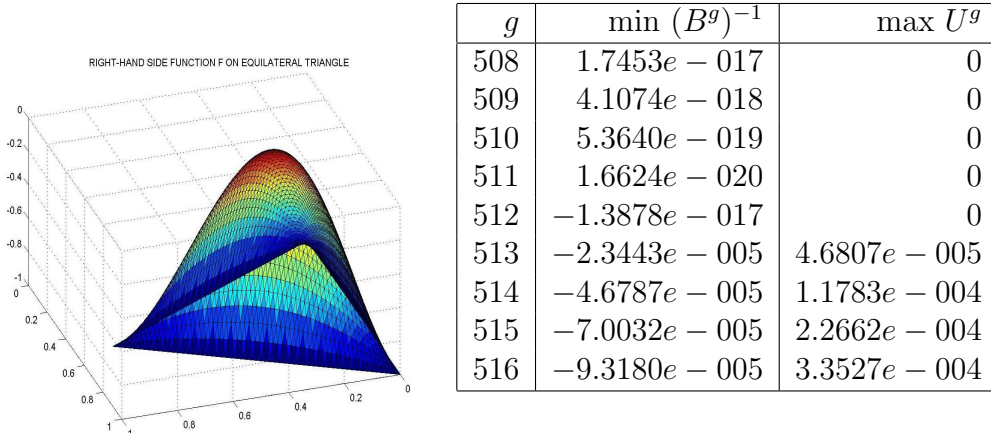 RIGHT-HAND SIDE FUNCTION F ON EQUILATERAL TRIANGLE
0
-0.2
-0.4
-0.6
-0.8
-1
0
0.2
0.4
0.6
0.8
1
1
0.8
0.6
0.4
0.2
0
g min (B^g)^{-1} max U^g
508 1.7453e − 017 0
509 4.1074e − 018 0
510 5.3640e − 019 0
511 1.6624e − 020 0
512 −1.3878e − 017 0
513 −2.3443e − 005 4.6807e − 005
514 −4.6787e − 005 1.1783e − 004
515 −7.0032e − 005 2.2662e − 004
516 −9.3180e − 005 3.3527e − 004